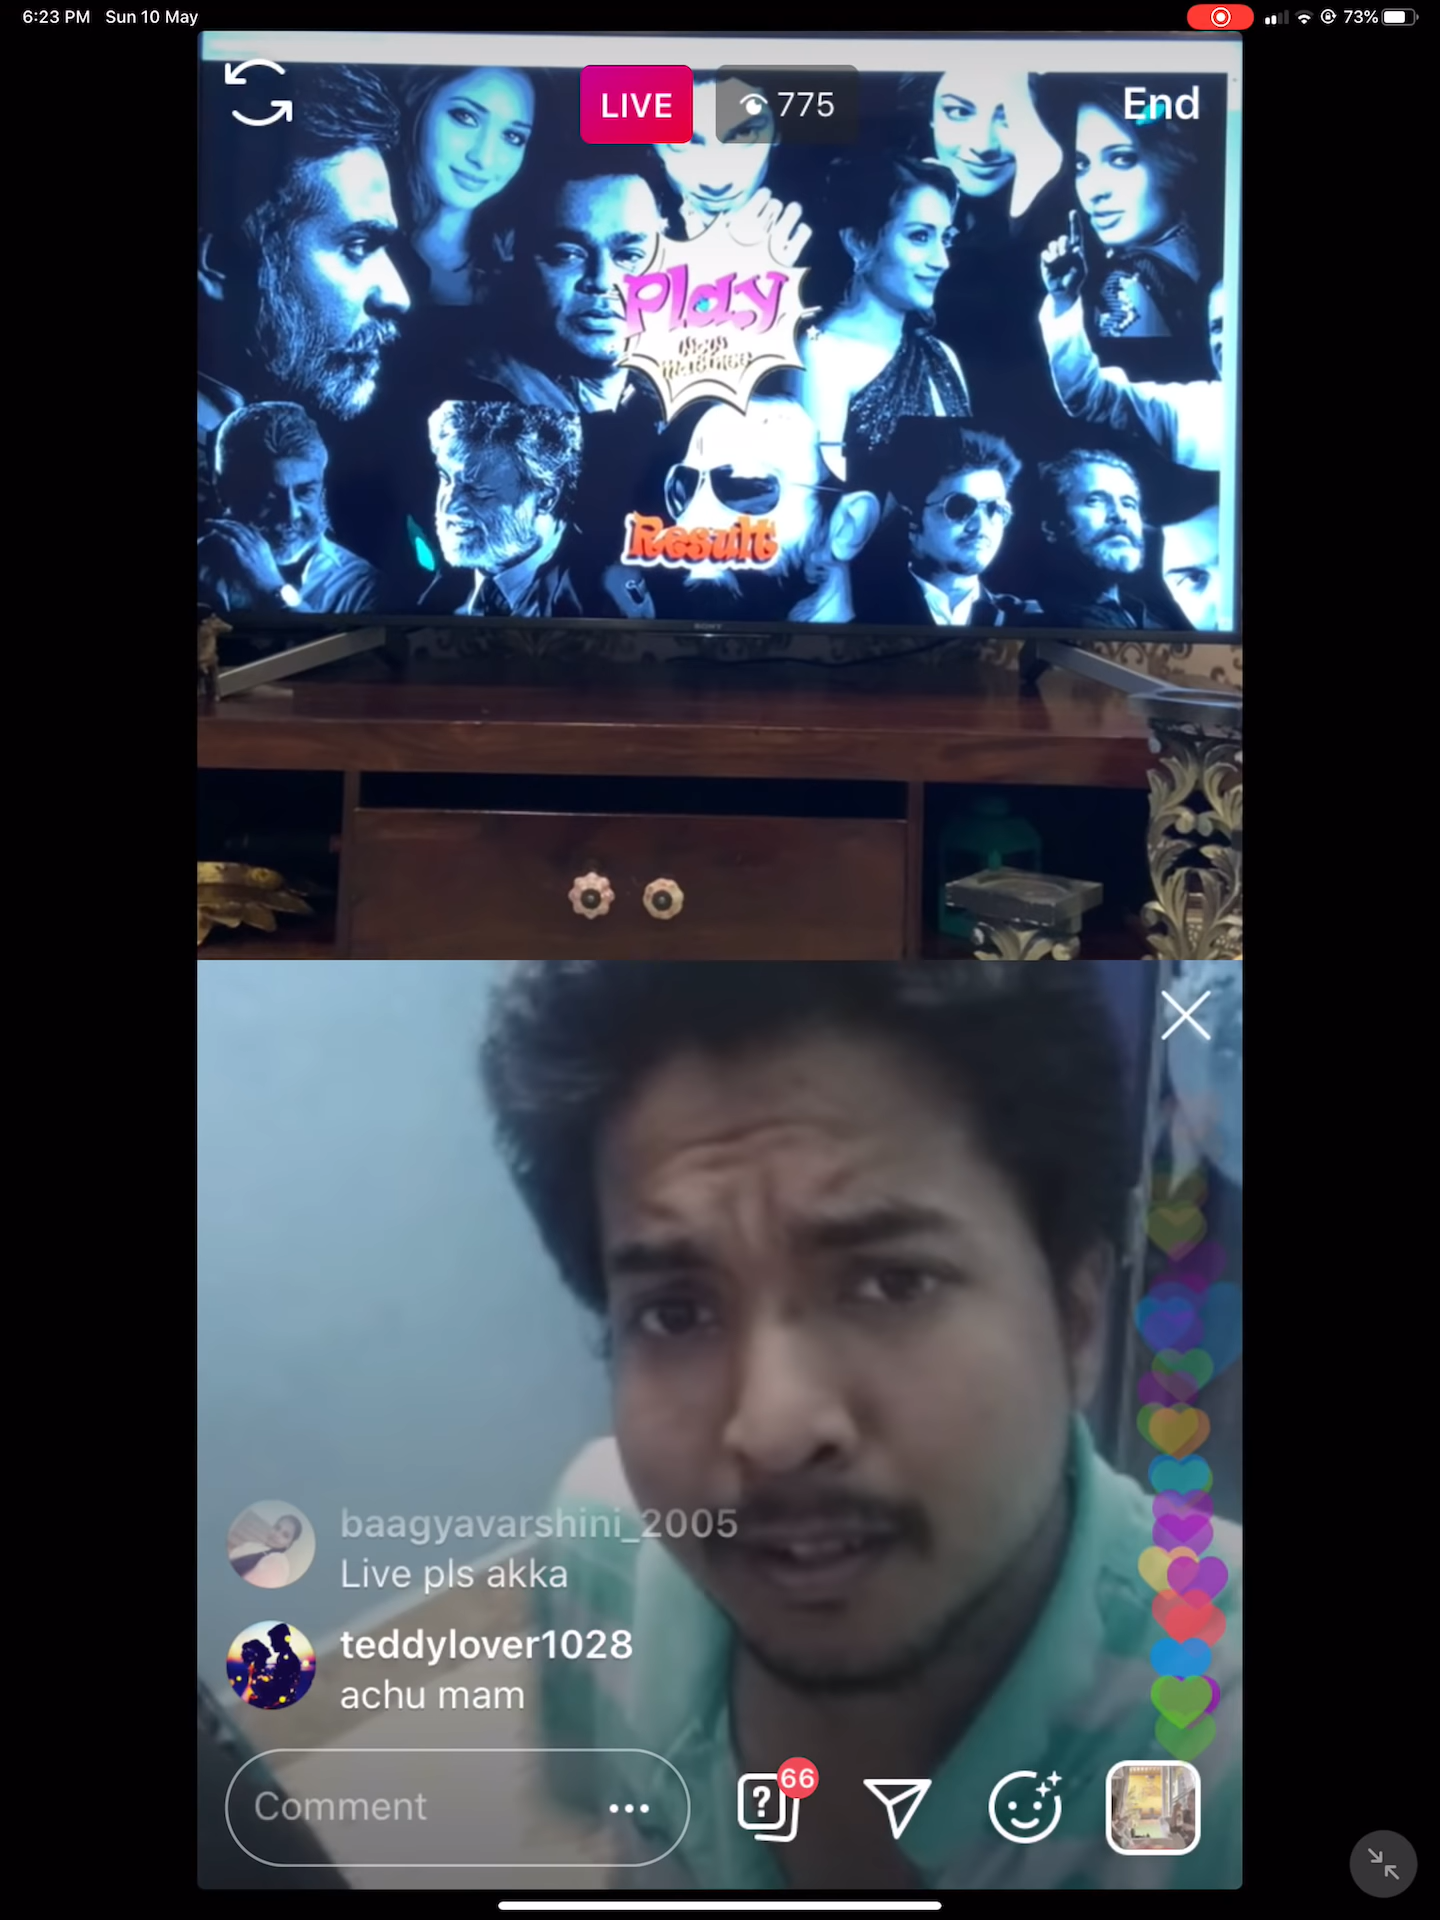 6:23 PM Sun 10 May
73%
LIVE
775
End
Play
Result
SONY
baagyavarshini_2005
Live pls akka
teddylover1028
achu mam
Comment
66
?